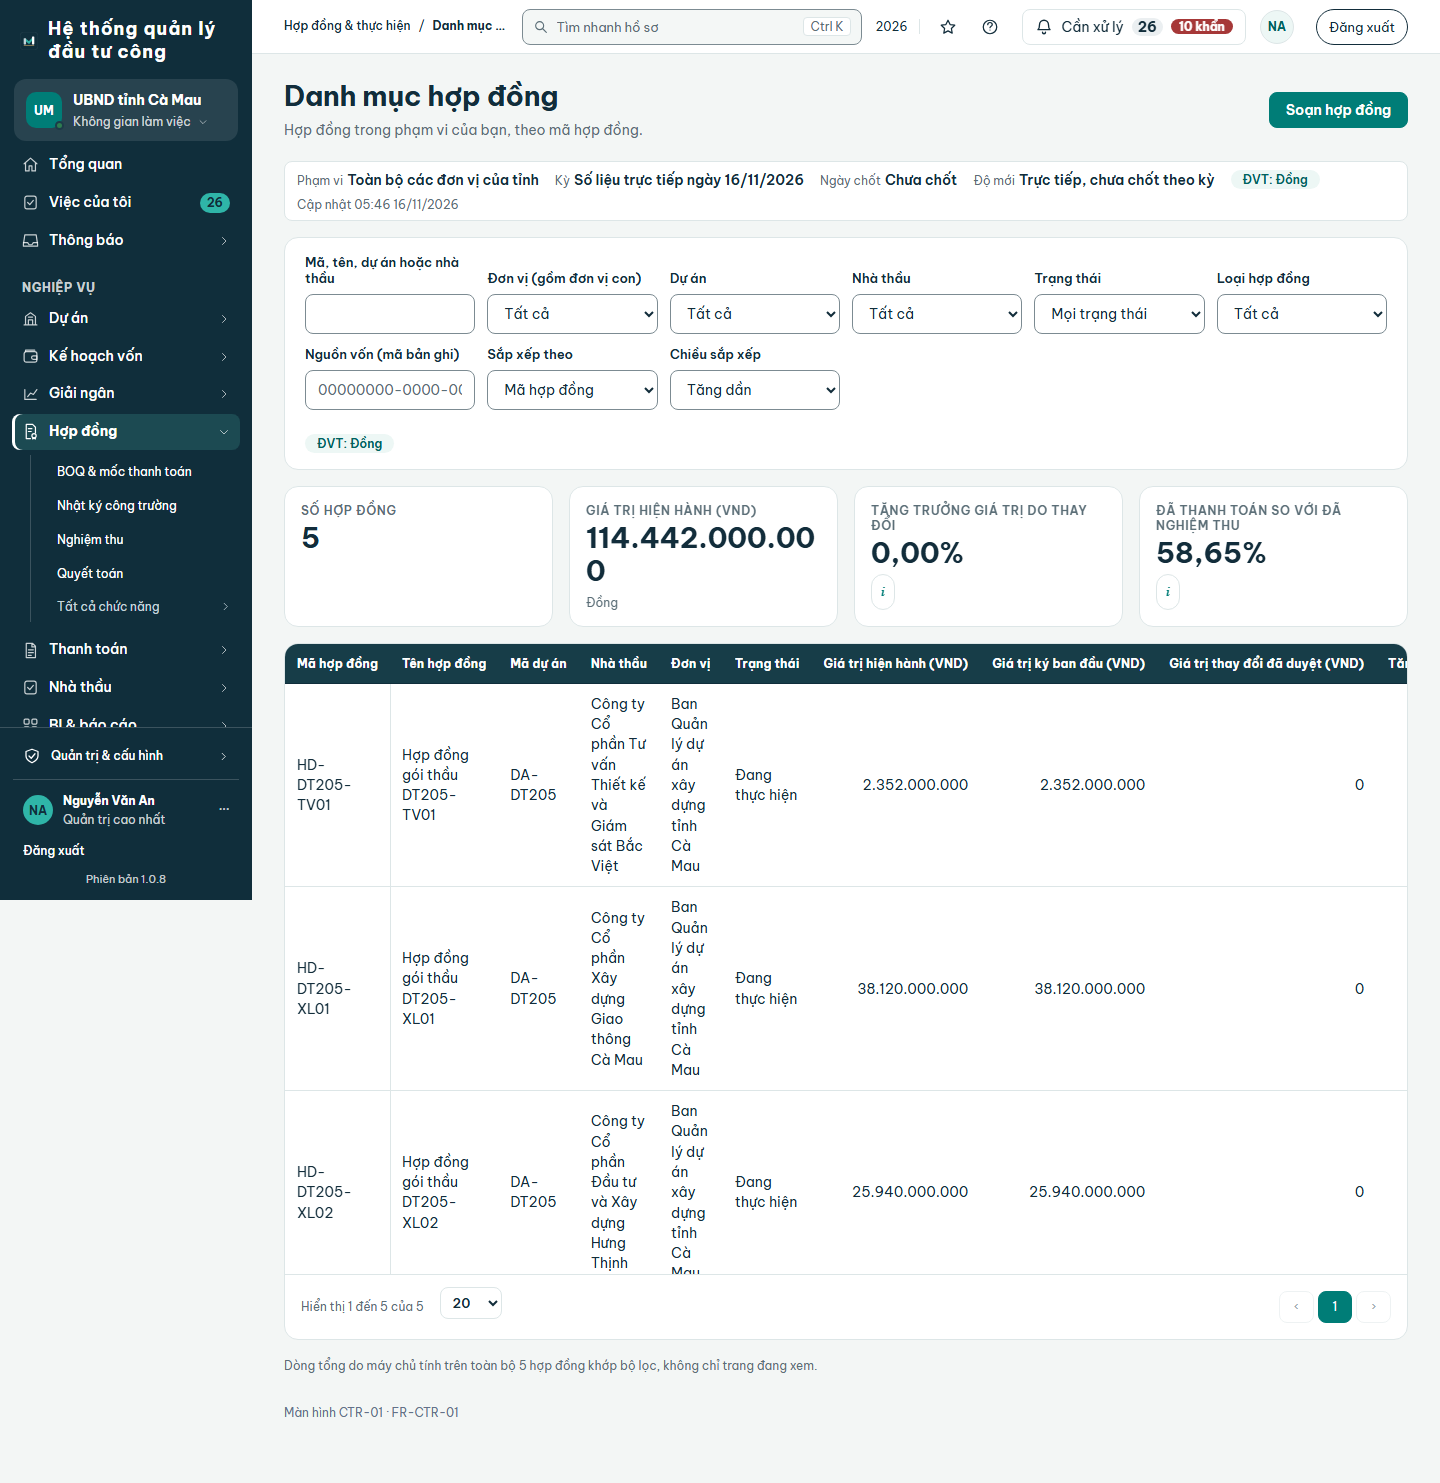 Hệ thống quản lý
đầu tư công
UM
UBND tỉnh Cà Mau
Không gian làm việc
Tổng quan
Việc của tôi 26
Thông báo
NGHIỆP VỤ
Dự án
Kế hoạch vốn
Giải ngân
Hợp đồng
BOQ & mốc thanh toán
Nhật ký công trường
Nghiệm thu
Quyết toán
Tất cả chức năng
Thanh toán
Nhà thầu
BI & báo cáo
Quản trị & cấu hình
NA
Nguyễn Văn An
Quản trị cao nhất
...
Đăng xuất
Phiên bản 1.0.8
Hợp đồng & thực hiện / Danh mục ...
Tìm nhanh hồ sơ Ctrl K
2026
Cần xử lý 26 10 khẩn
NA
Đăng xuất
Danh mục hợp đồng
Hợp đồng trong phạm vi của bạn, theo mã hợp đồng.
Soạn hợp đồng
Phạm vi Toàn bộ các đơn vị của tỉnh Kỳ Số liệu trực tiếp ngày 16/11/2026 Ngày chốt Chưa chốt Độ mới Trực tiếp, chưa chốt theo kỳ ĐVT: Đồng
Cập nhật 05:46 16/11/2026
Mã, tên, dự án hoặc nhà
thầu
Đơn vị (gồm đơn vị con)
Dự án
Nhà thầu
Trạng thái
Loại hợp đồng
Tất cả
Tất cả
Tất cả
Mọi trạng thái
Tất cả
Nguồn vốn (mã bản ghi)
Sắp xếp theo
Chiều sắp xếp
00000000-0000-00
Mã hợp đồng
Tăng dần
ĐVT: Đồng
SỐ HỢP ĐỒNG
5
GIÁ TRỊ HIỆN HÀNH (VND)
114.442.000.00
0
Đồng
TĂNG TRƯỞNG GIÁ TRỊ DO THAY
ĐỔI
0,00%
i
ĐÃ THANH TOÁN SO VỚI ĐÃ
NGHIỆM THU
58,65%
i
Mã hợp đồng Tên hợp đồng Mã dự án Nhà thầu Đơn vị Trạng thái Giá trị hiện hành (VND) Giá trị ký ban đầu (VND) Giá trị thay đổi đã duyệt (VND)
HD-
DT205-
TV01
Hợp đồng
gói thầu
DT205-
TV01
DA-
DT205
Công ty
Cổ
phần Tư
vấn
Thiết kế
và
Giám
sát Bắc
Việt
Ban
Quản
lý dự
án
xây
dựng
tỉnh
Cà
Mau
Đang
thực hiện
2.352.000.000
2.352.000.000
0
HD-
DT205-
XL01
Hợp đồng
gói thầu
DT205-
XL01
DA-
DT205
Công ty
Cổ
phần
Xây
dựng
Giao
thông
Cà Mau
Ban
Quản
lý dự
án
xây
dựng
tỉnh
Cà
Mau
Đang
thực hiện
38.120.000.000
38.120.000.000
0
HD-
DT205-
XL02
Hợp đồng
gói thầu
DT205-
XL02
DA-
DT205
Công ty
Cổ
phần
Đầu tư
và Xây
dựng
Hưng
Thịnh
Ban
Quản
lý dự
án
xây
dựng
tỉnh
Cà
Mau
Đang
thực hiện
25.940.000.000
25.940.000.000
0
Hiển thị 1 đến 5 của 5
20
‹ 1 ›
Dòng tổng do máy chủ tính trên toàn bộ 5 hợp đồng khớp bộ lọc, không chỉ trang đang xem.
Màn hình CTR-01 · FR-CTR-01